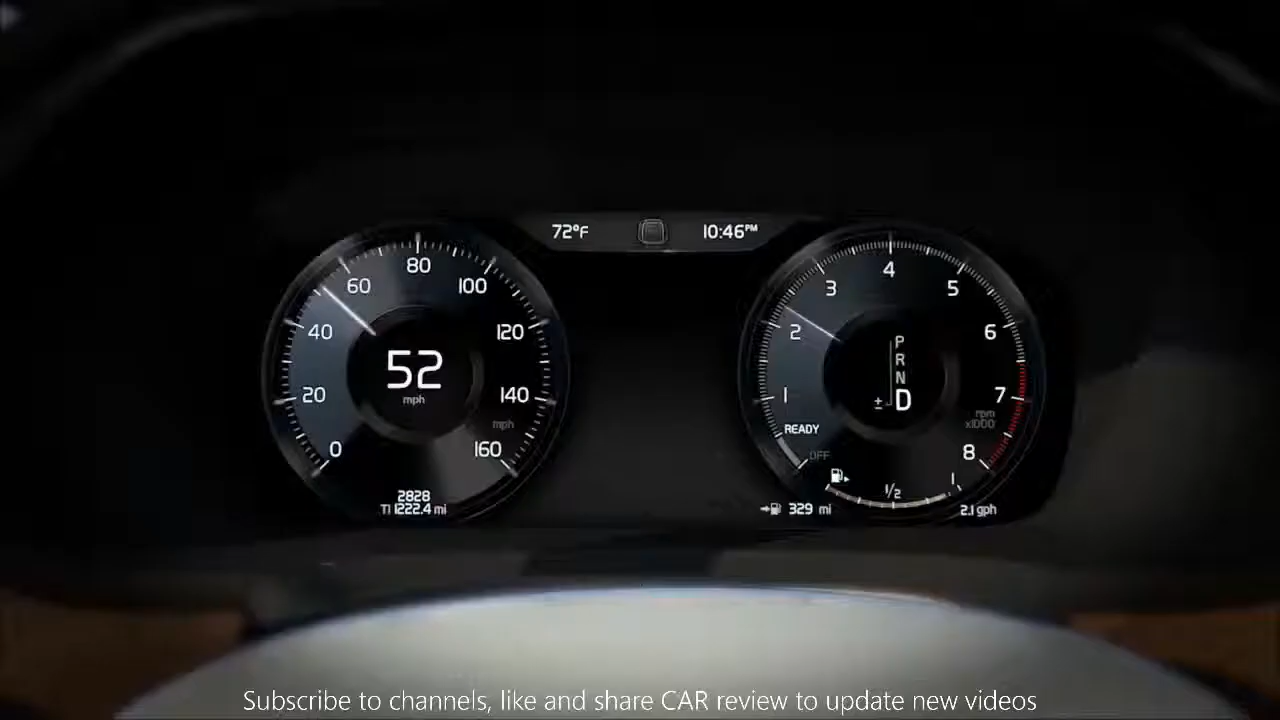 72°F
10:46PM
0
20
40
60
80
100
120
140
160
mph
52
mph
2828
T1 1222.4 mi
1
2
3
4
5
6
7
8
rpm
x1000
P
R
N
D
±
READY
OFF
1/2
1
329 mi
2.1 gph
Subscribe to channels, like and share CAR review to update new videos